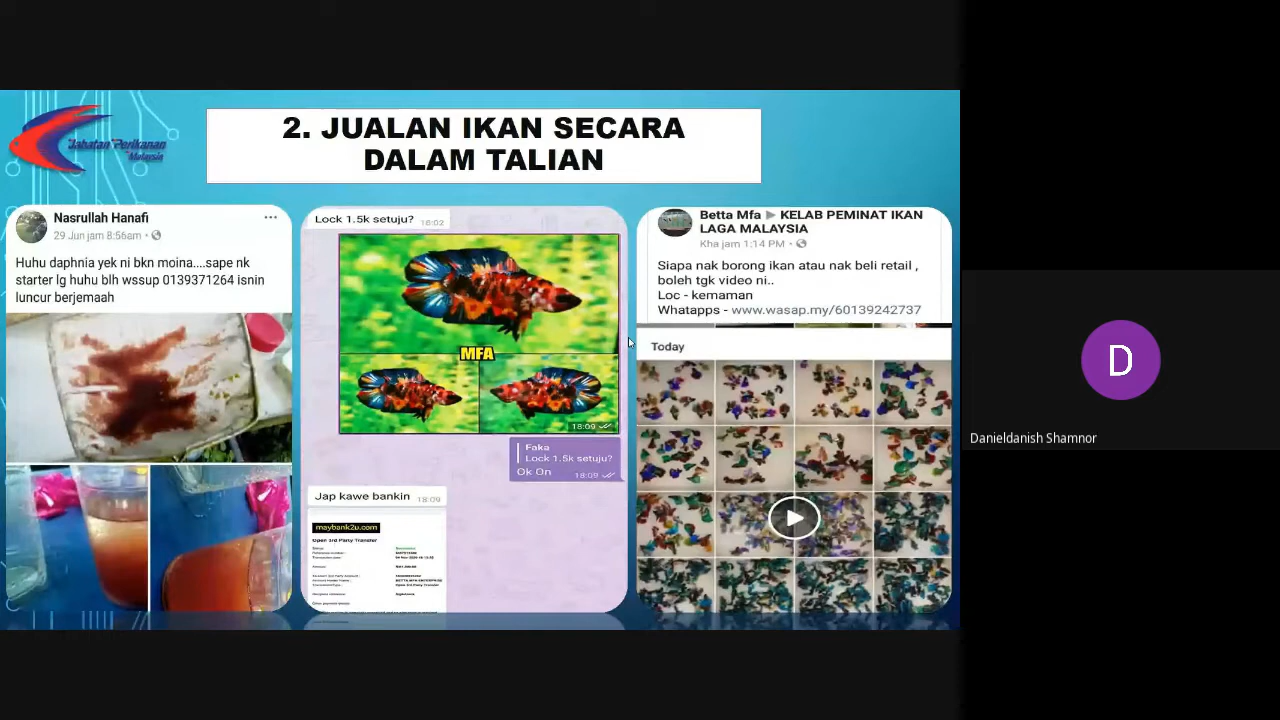 Jabatan Perikanan
Malaysia
2. JUALAN IKAN SECARA
DALAM TALIAN
Nasrullah Hanafi
29 Jun jam 8:56am
Huhu daphnia yek ni bkn moina....sape nk
starter lg huhu blh wssup 0139371264 isnin
luncur berjemaah
Lock 1.5k setuju? 16:02
MFA
18:09
Faka
Lock 1.5k setuju?
Ok On 18:09
Jap kawe bankin 18:09
maybank2u.com
Open 3rd Party Transfer
Betta Mfa ▶ KELAB PEMINAT IKAN
LAGA MALAYSIA
Kha jam 1:14 PM
Siapa nak borong ikan atau nak beli retail ,
boleh tgk video ni..
Loc - kemaman
Whatapps - www.wasap.my/60139242737
Today
D
Danieldanish Shamnor